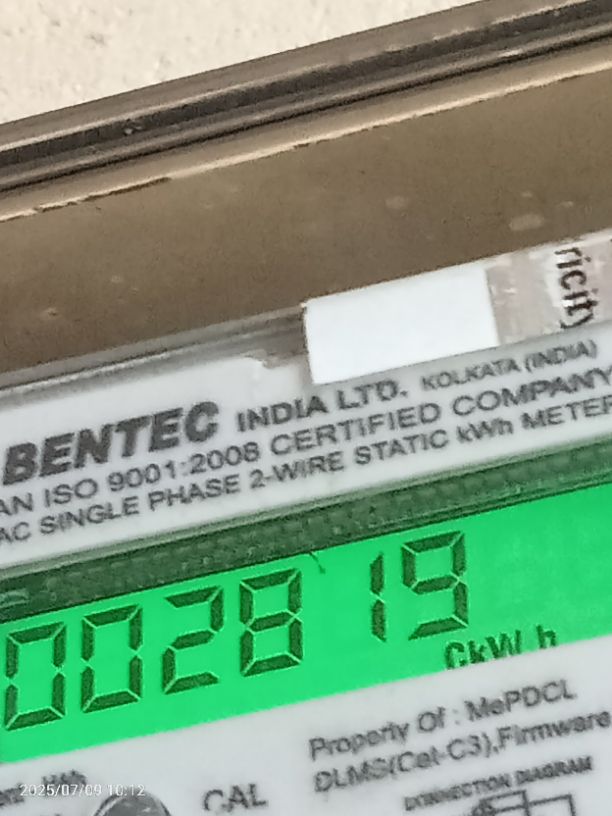 ricity
BENTEC INDIA LTD. KOLKATA (INDIA)
AN ISO 9001:2008 CERTIFIED COMPANY
AC SINGLE PHASE 2-WIRE STATIC kWh METER
002819
CkW h
Property Of : MePDCL
DLMS(Cat-C3),Firmware
CONNECTION DIAGRAM
CAL
2025/07/09 10:12